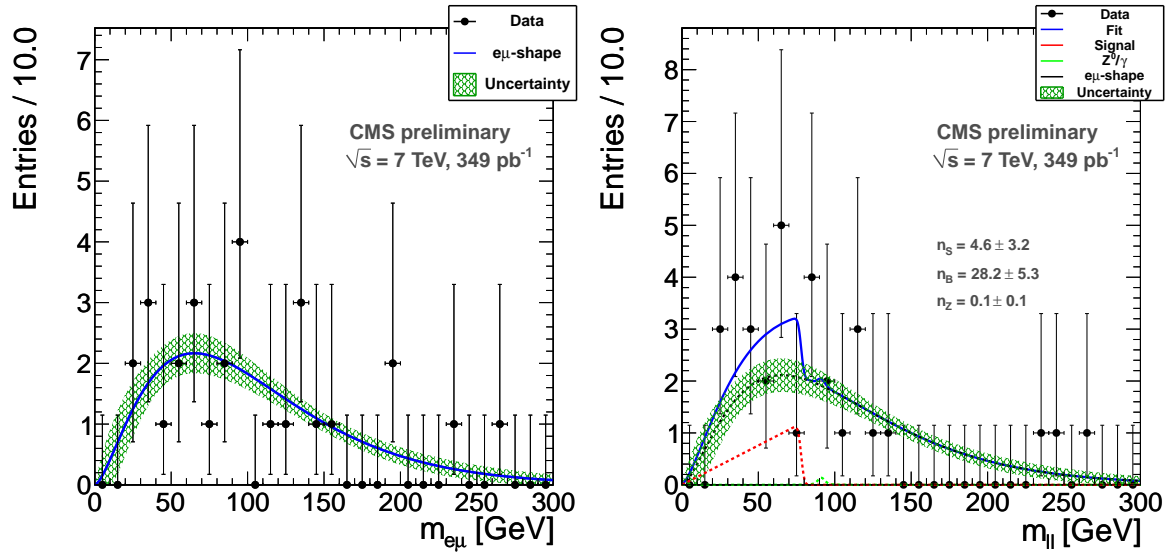 Entries / 10.0
7
6
5
4
3
2
1
0
0 50 100 150 200 250 300
m_eμ [GeV]
Data
eμ-shape
Uncertainty
CMS preliminary
√s = 7 TeV, 349 pb⁻¹
Entries / 10.0
8
7
6
5
4
3
2
1
0
0 50 100 150 200 250 300
m_ll [GeV]
Data
Fit
Signal
Z⁰/γ
eμ-shape
Uncertainty
CMS preliminary
√s = 7 TeV, 349 pb⁻¹
n_S = 4.6 ± 3.2
n_B = 28.2 ± 5.3
n_Z = 0.1 ± 0.1